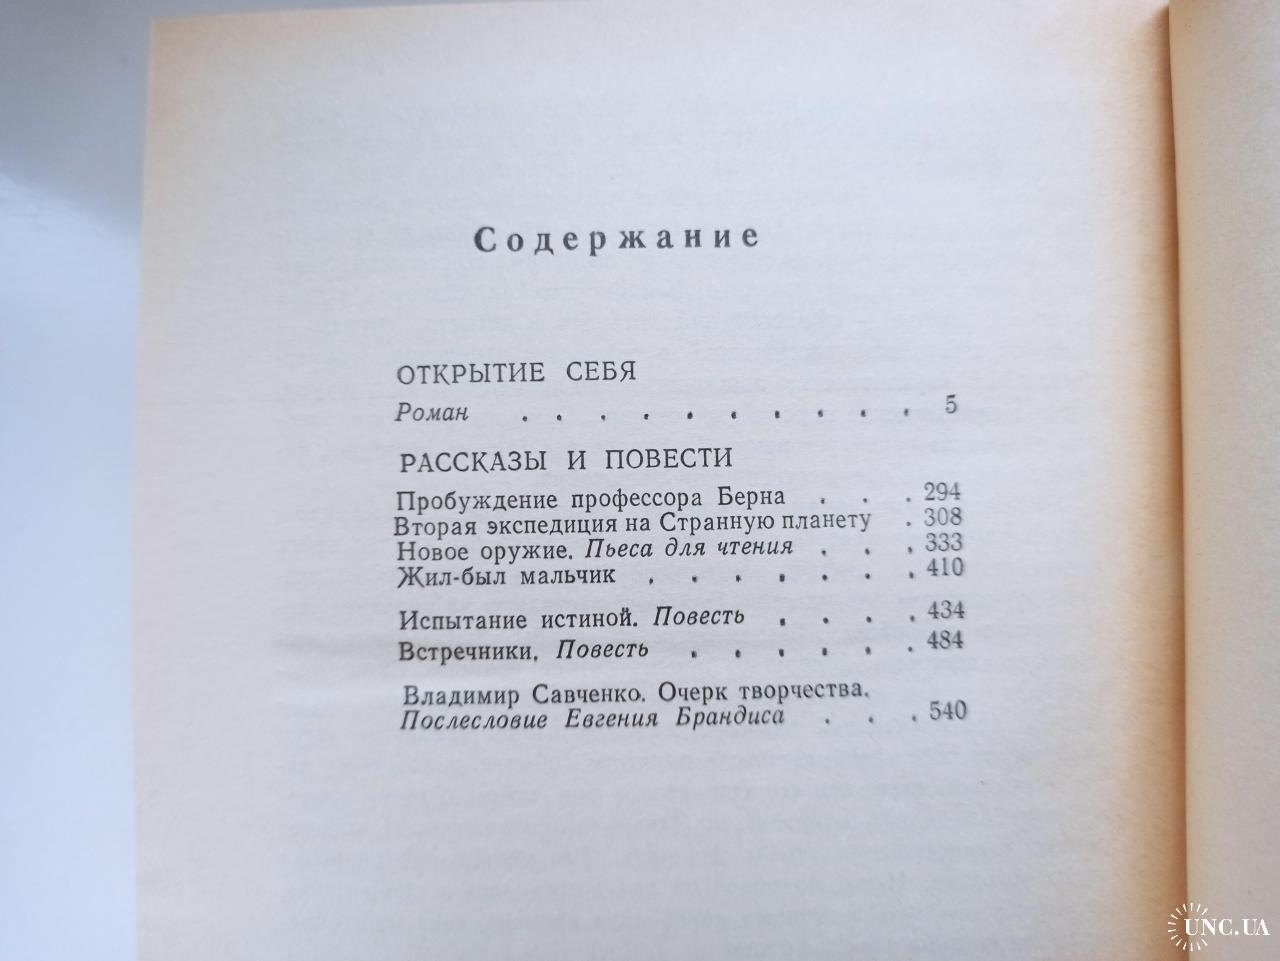 Содержание
ОТКРЫТИЕ СЕБЯ
Роман . . . . . . . . . . 5
РАССКАЗЫ И ПОВЕСТИ
Пробуждение профессора Берна . . . 294
Вторая экспедиция на Странную планету . 308
Новое оружие. Пьеса для чтения . . . 333
Жил-был мальчик . . . . . . . 410
Испытание истиной. Повесть . . . . 434
Встречники. Повесть . . . . . . 484
Владимир Савченко. Очерк творчества.
Послесловие Евгения Брандиса . . . 540
UNC.UA